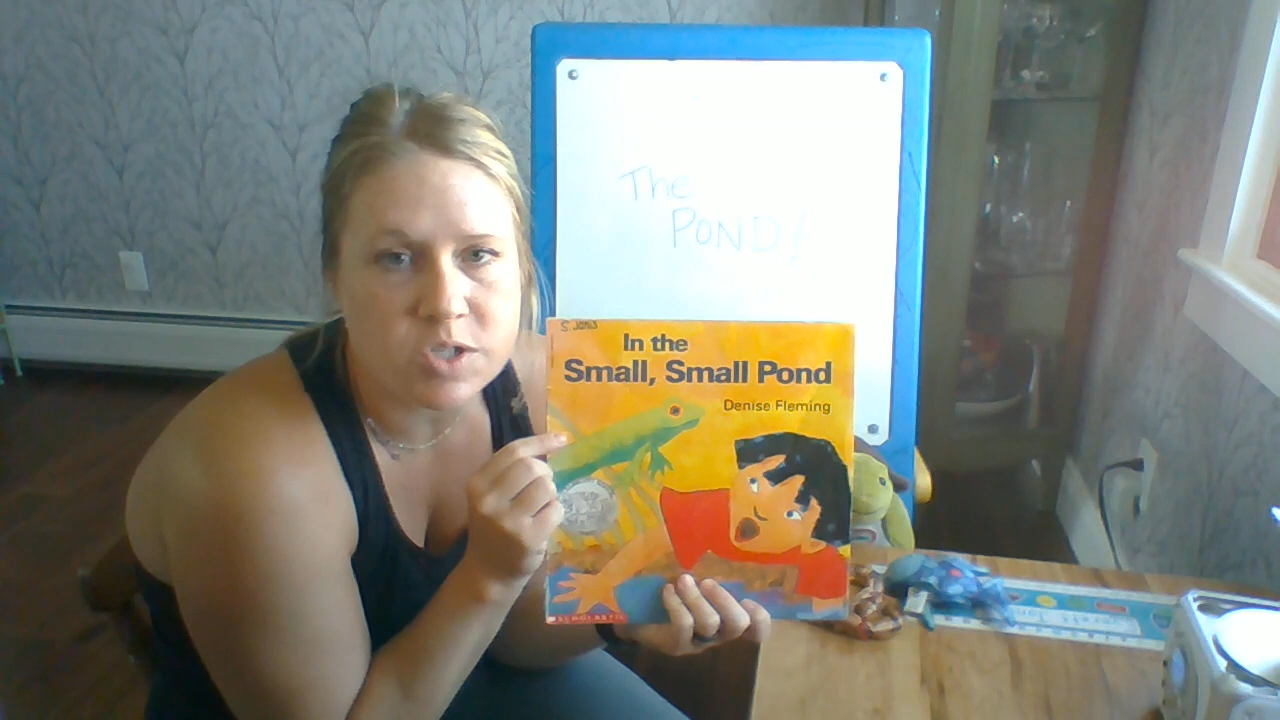 The
POND!
S. Jones
In the
Small, Small Pond
Denise Fleming
SCHOLASTIC